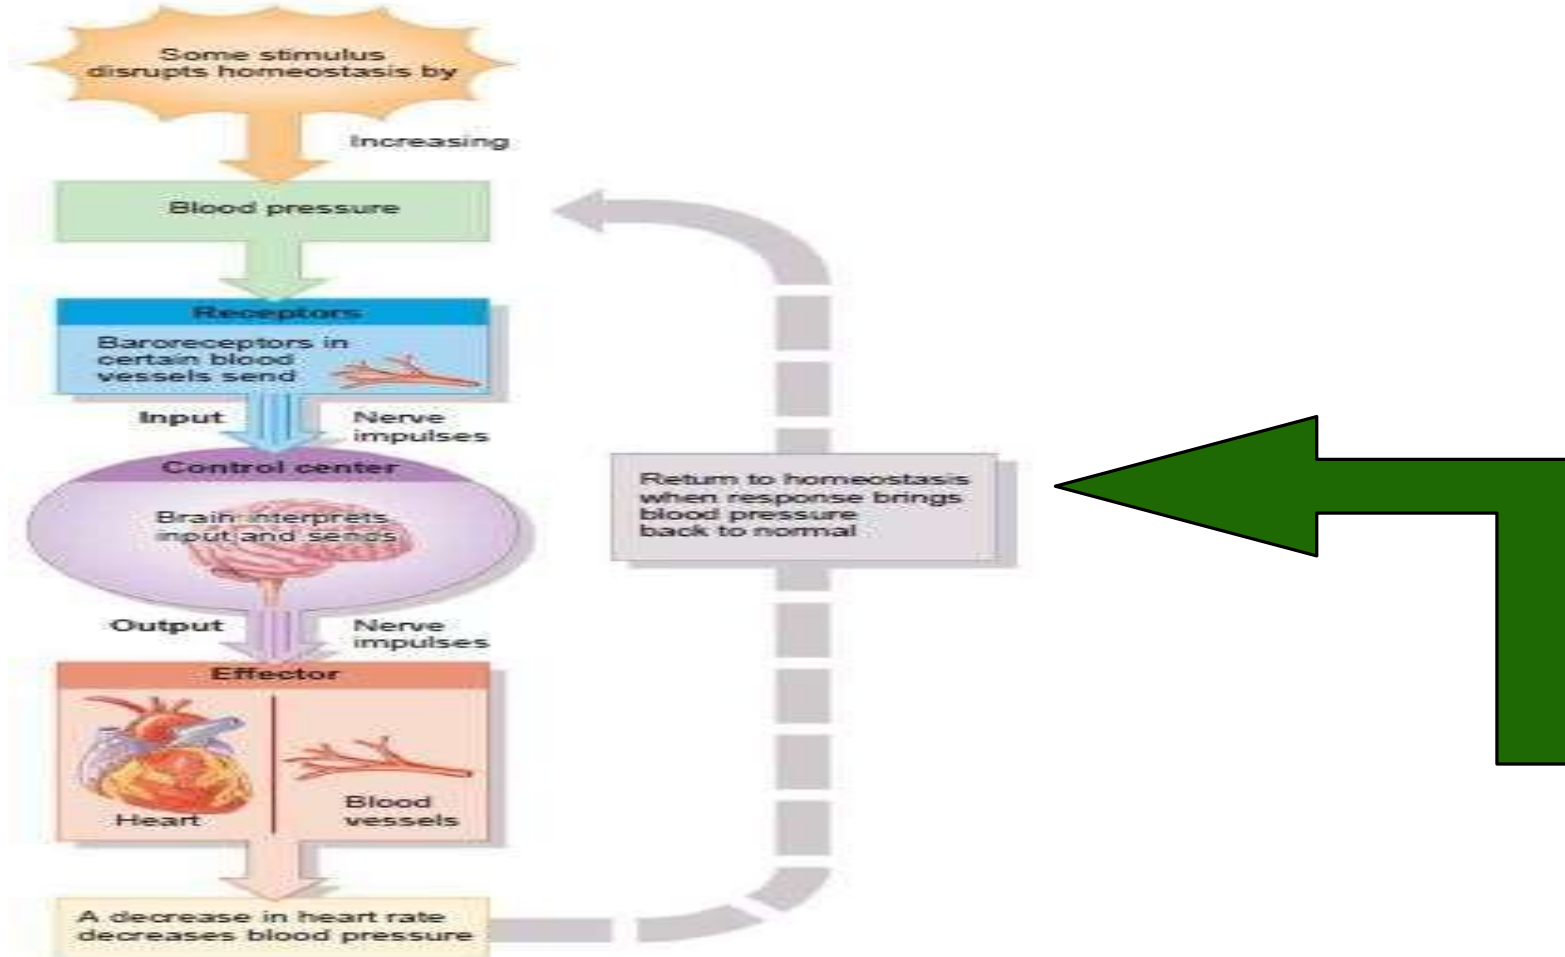 Some stimulus
disrupts homeostasis by
Increasing
Blood pressure
Receptors
Baroreceptors in
certain blood
vessels send
Input
Nerve
impulses
Control center
Brain interprets
input and sends
Output
Nerve
impulses
Effector
Heart
Blood
vessels
A decrease in heart rate
decreases blood pressure
Return to homeostasis
when response brings
blood pressure
back to normal